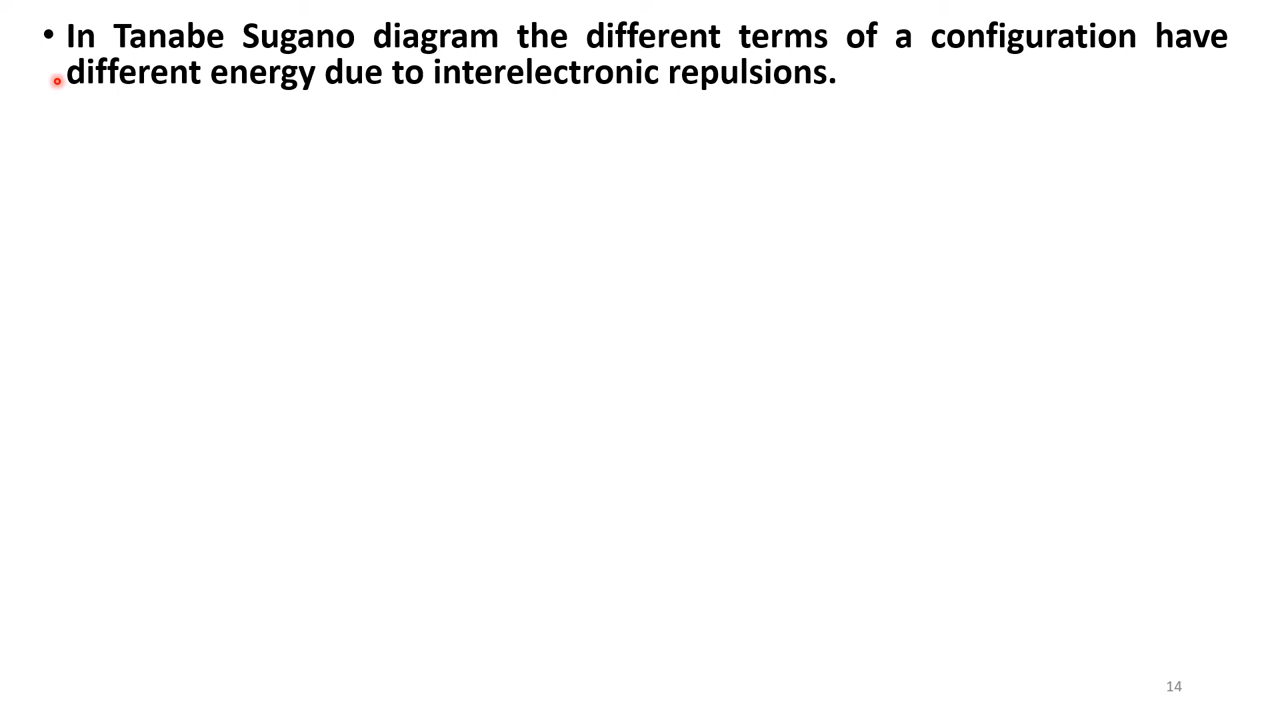 • In Tanabe Sugano diagram the different terms of a configuration have
different energy due to interelectronic repulsions.
14